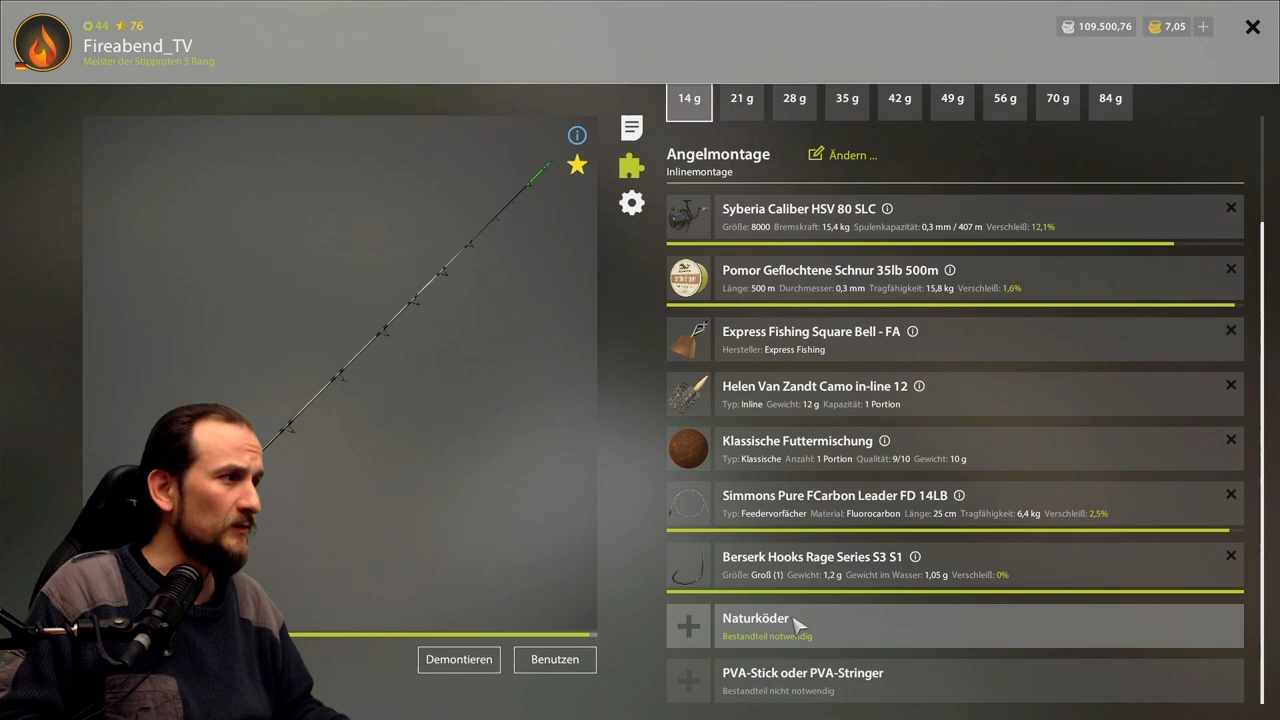 44 76
109.500,76
7,05
Fireabend_TV
Meister der Stippruten 5 Rang
14 g
21 g
28 g
35 g
42 g
49 g
56 g
70 g
84 g
Angelmontage
Ändern ...
Inlinemontage
Syberia Caliber HSV 80 SLC
Größe: 8000 Bremskraft: 15,4 kg Spulenkapazität: 0,3 mm / 407 m Verschleiß: 12,1%
Pomor Geflochtene Schnur 35lb 500m
Länge: 500 m Durchmesser: 0,3 mm Tragfähigkeit: 15,8 kg Verschleiß: 1,6%
Express Fishing Square Bell - FA
Hersteller: Express Fishing
Helen Van Zandt Camo in-line 12
Typ: Inline Gewicht: 12 g Kapazität: 1 Portion
Klassische Futtermischung
Typ: Klassische Anzahl: 1 Portion Qualität: 9/10 Gewicht: 10 g
Simmons Pure FCarbon Leader FD 14LB
Typ: Feedervorfächer Material: Fluorocarbon Länge: 25 cm Tragfähigkeit: 6,4 kg Verschleiß: 2,5%
Berserk Hooks Rage Series S3 S1
Größe: Groß (1) Gewicht: 1,2 g Gewicht im Wasser: 1,05 g Verschleiß: 0%
Naturköder
Bestandteil notwendig
PVA-Stick oder PVA-Stringer
Bestandteil nicht notwendig
Demontieren
Benutzen